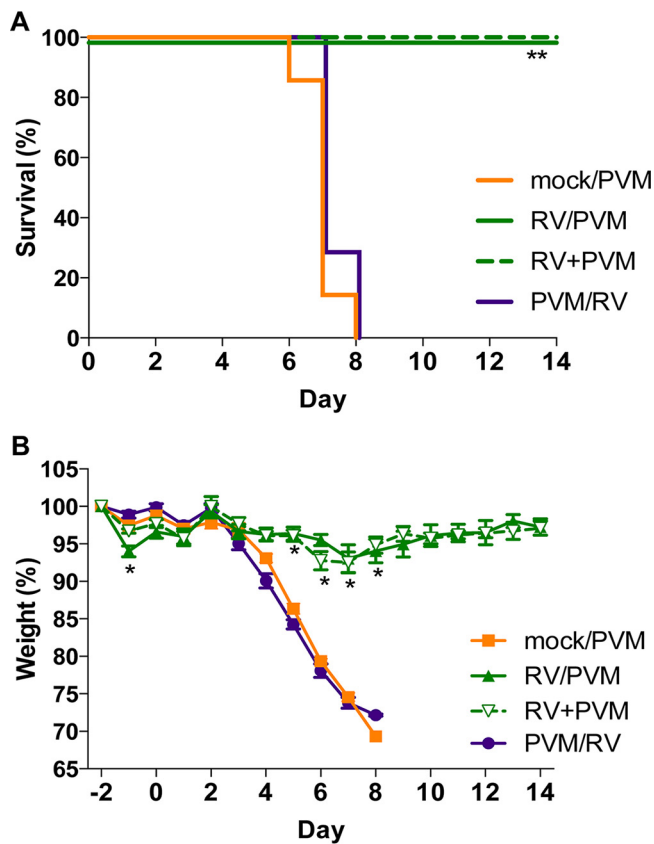 A
100
80
60
40
20
0
Survival (%)
**
mock/PVM
RV/PVM
RV+PVM
PVM/RV
0 2 4 6 8 10 12 14
Day
B
105
100
95
90
85
80
75
70
65
Weight (%)
* * * * *
mock/PVM
RV/PVM
RV+PVM
PVM/RV
-2 0 2 4 6 8 10 12 14
Day